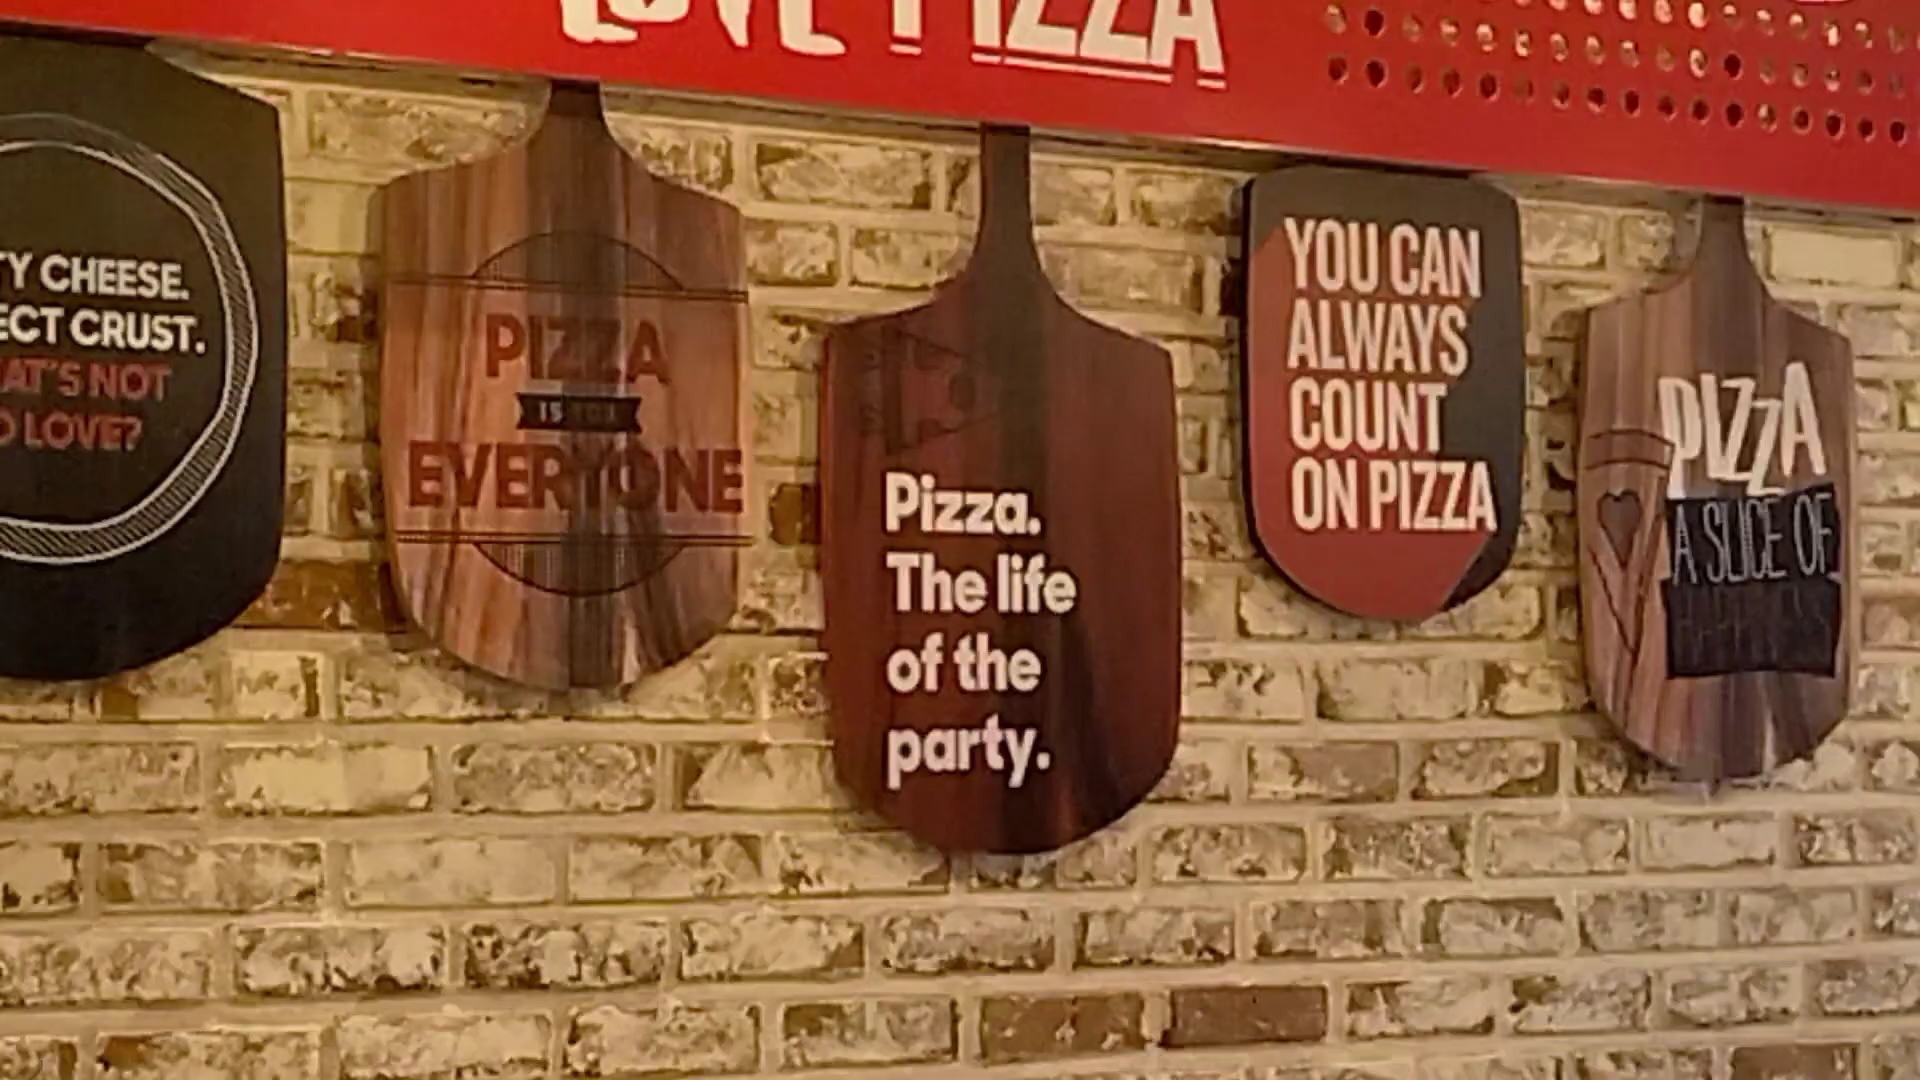 LOVE PIZZA
TY CHEESE.
ECT CRUST.
AT'S NOT
O LOVE?
PIZZA
IS FOR
EVERYONE
Pizza.
The life
of the
party.
YOU CAN
ALWAYS
COUNT
ON PIZZA
PIZZA
A SLICE OF